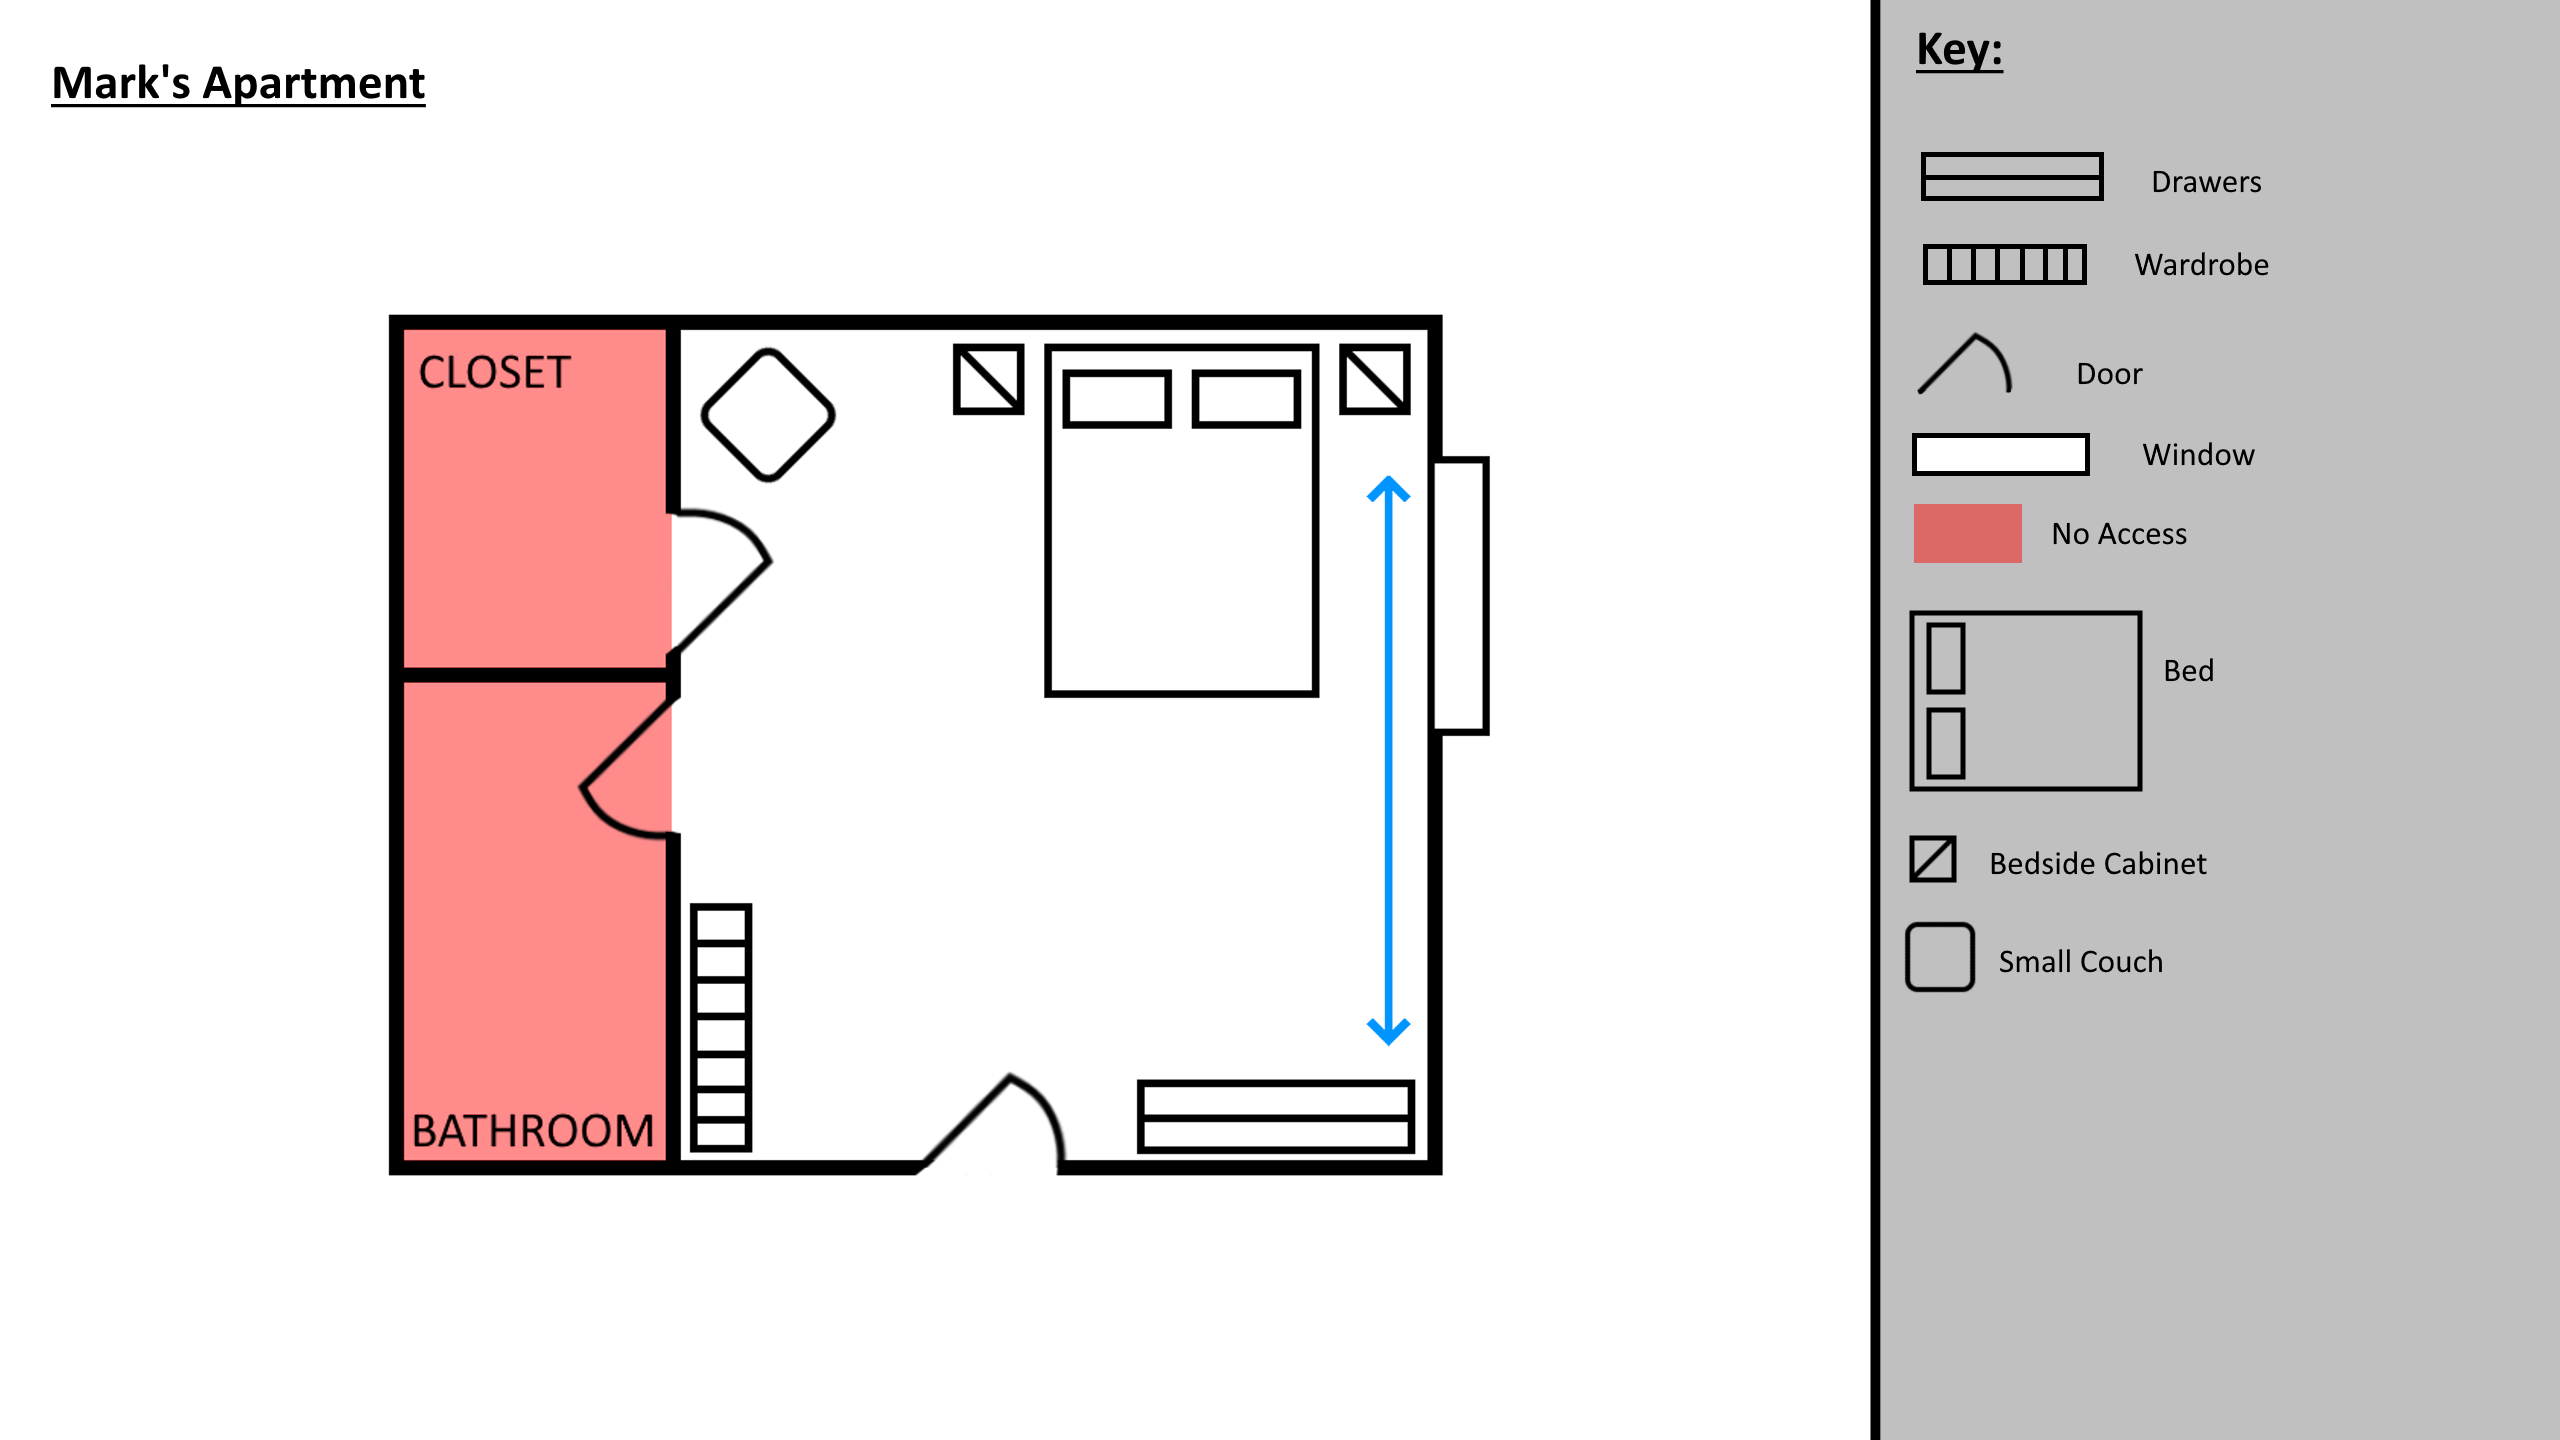 Mark's Apartment
CLOSET
BATHROOM
Key:
Drawers
Wardrobe
Door
Window
No Access
Bed
Bedside Cabinet
Small Couch